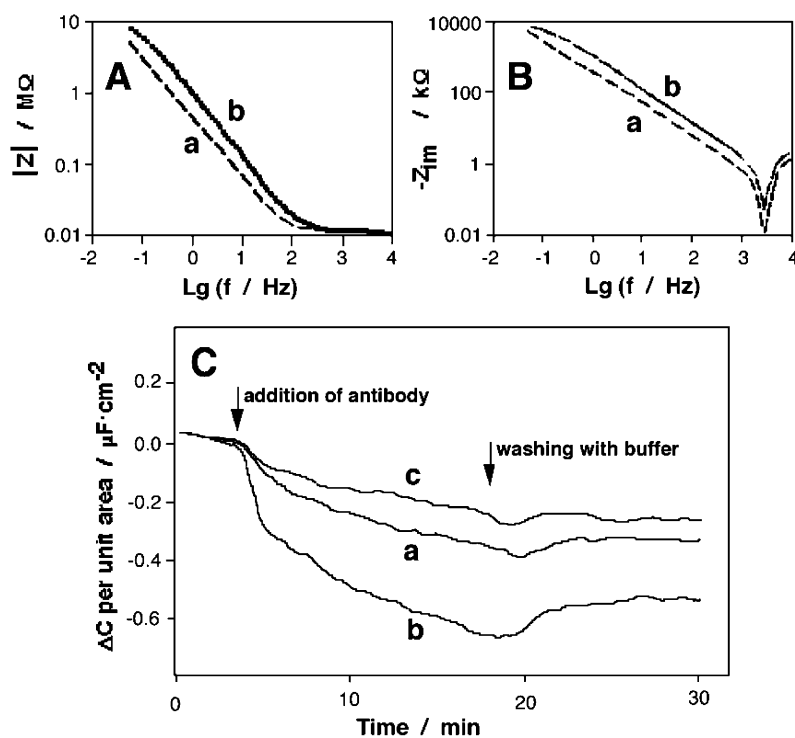 A
|Z| / MΩ
10
1
0.1
0.01
b
a
-2 -1 0 1 2 3 4
Lg (f / Hz)
B
-Zim / kΩ
10000
100
1
0.01
b
a
-2 -1 0 1 2 3 4
Lg (f / Hz)
C
ΔC per unit area / μF·cm-2
0.2
0.0
-0.2
-0.4
-0.6
addition of antibody
washing with buffer
c
a
b
0 10 20 30
Time / min